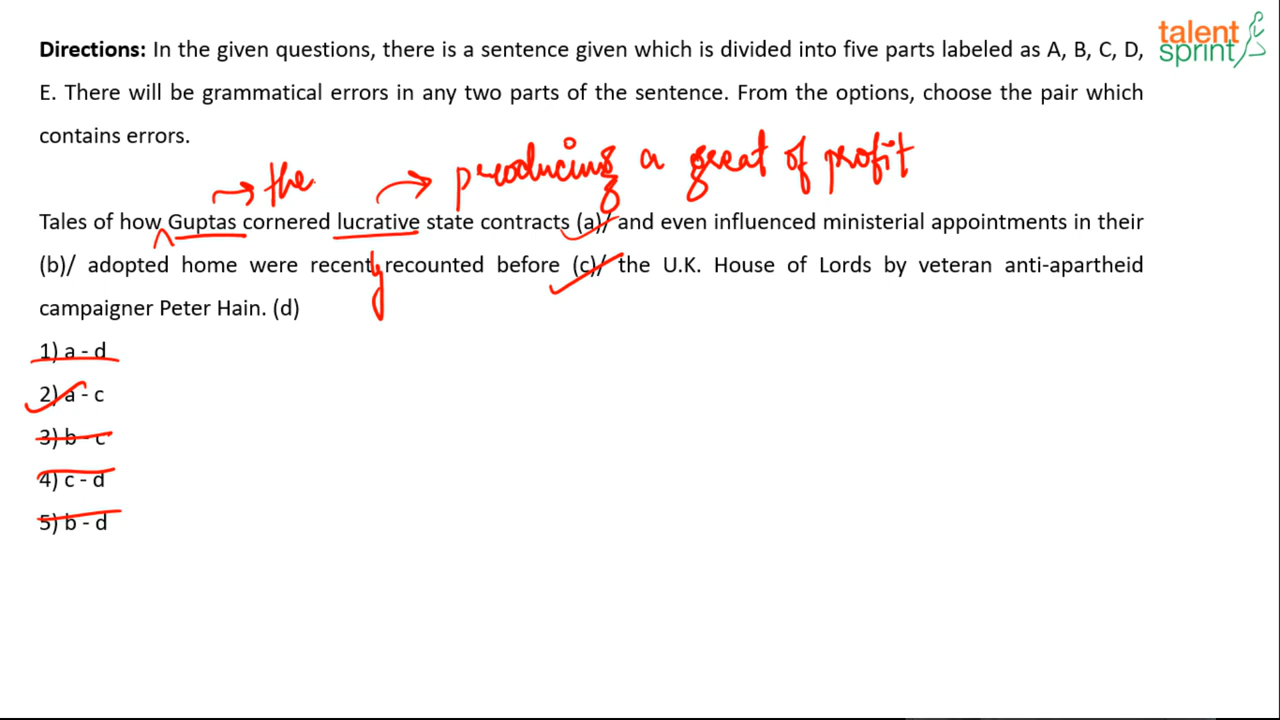 talent
sprint
Directions: In the given questions, there is a sentence given which is divided into five parts labeled as A, B, C, D,
E. There will be grammatical errors in any two parts of the sentence. From the options, choose the pair which
contains errors.
the producing a great of profit
Tales of how Guptas cornered lucrative state contracts (a)/ and even influenced ministerial appointments in their
(b)/ adopted home were recently recounted before (c)/ the U.K. House of Lords by veteran anti-apartheid
campaigner Peter Hain. (d)
1) a - d
2) a - c
3) b - c
4) c - d
5) b - d